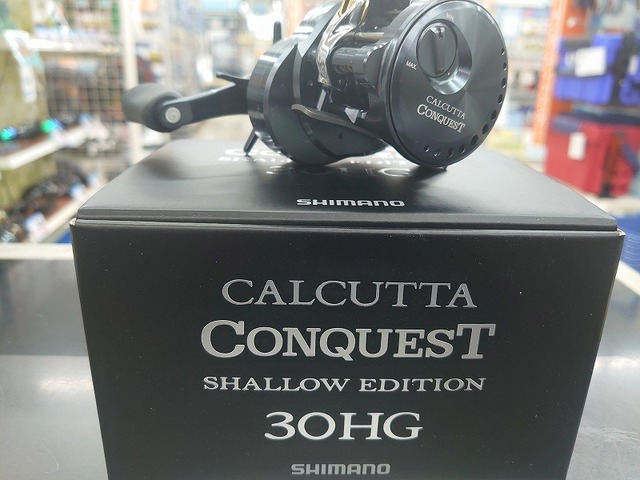 MAX.
CALCUTTA
CONQUEST
SHIMANO
CALCUTTA
CONQUEST
SHALLOW EDITION
30HG
SHIMANO